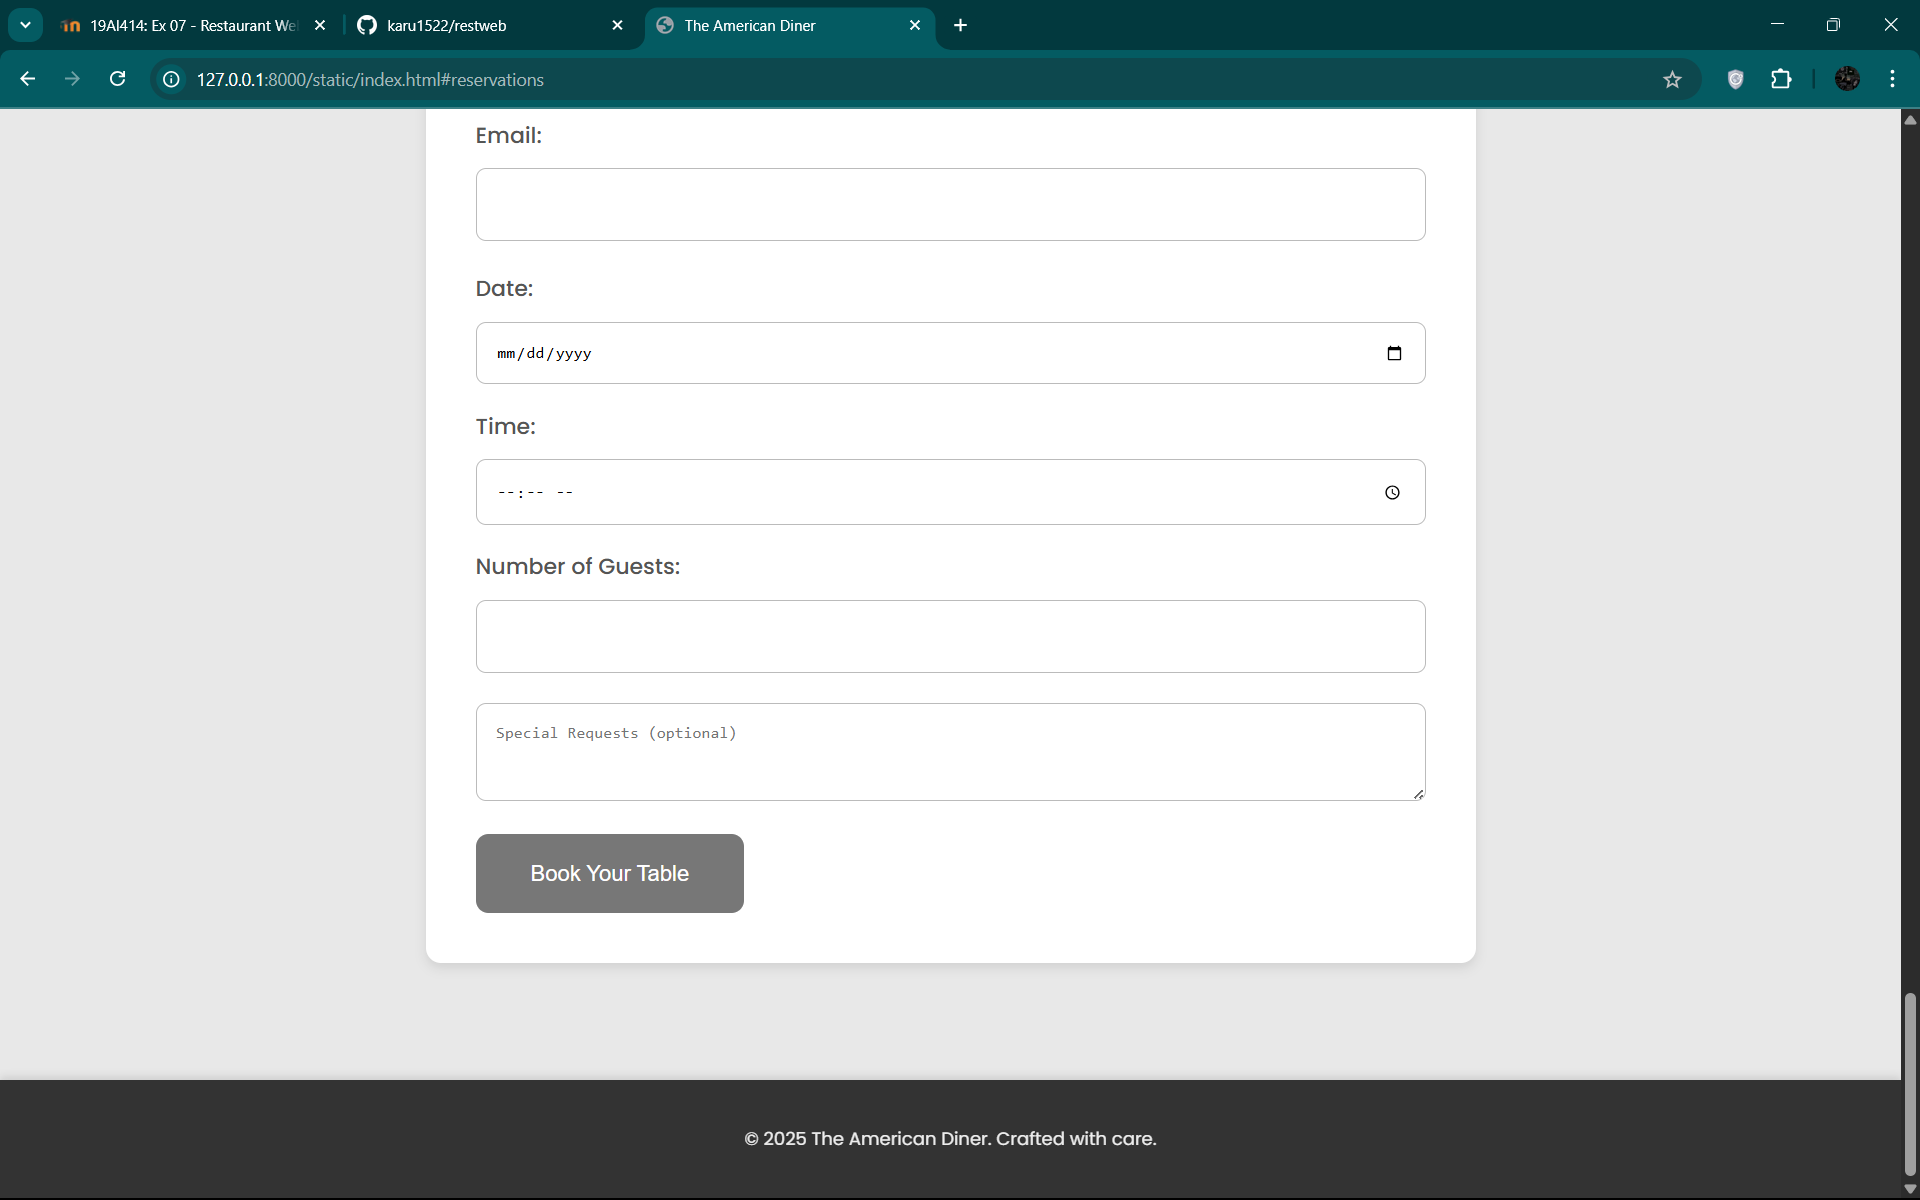 19AI414: Ex 07 - Restaurant We
karu1522/restweb
The American Diner
127.0.0.1:8000/static/index.html#reservations
Email:
Date:
mm/dd/yyyy
Time:
--:-- --
Number of Guests:
Special Requests (optional)
Book Your Table
© 2025 The American Diner. Crafted with care.